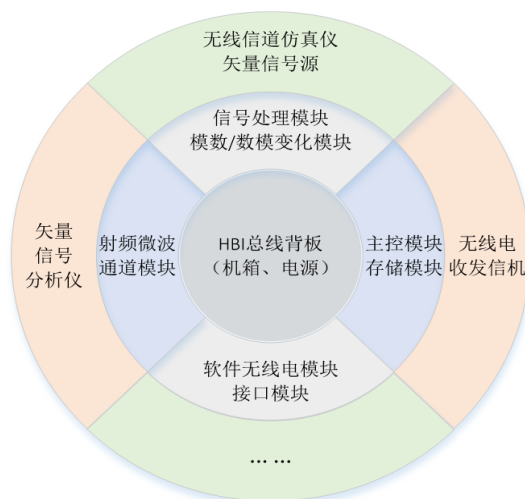 无线信道仿真仪
矢量信号源
信号处理模块
模数/数模变化模块
矢量
信号
分析仪
射频微波
通道模块
HBI总线背板
（机箱、电源）
主控模块
存储模块
无线电
收发信机
软件无线电模块
接口模块
... ...